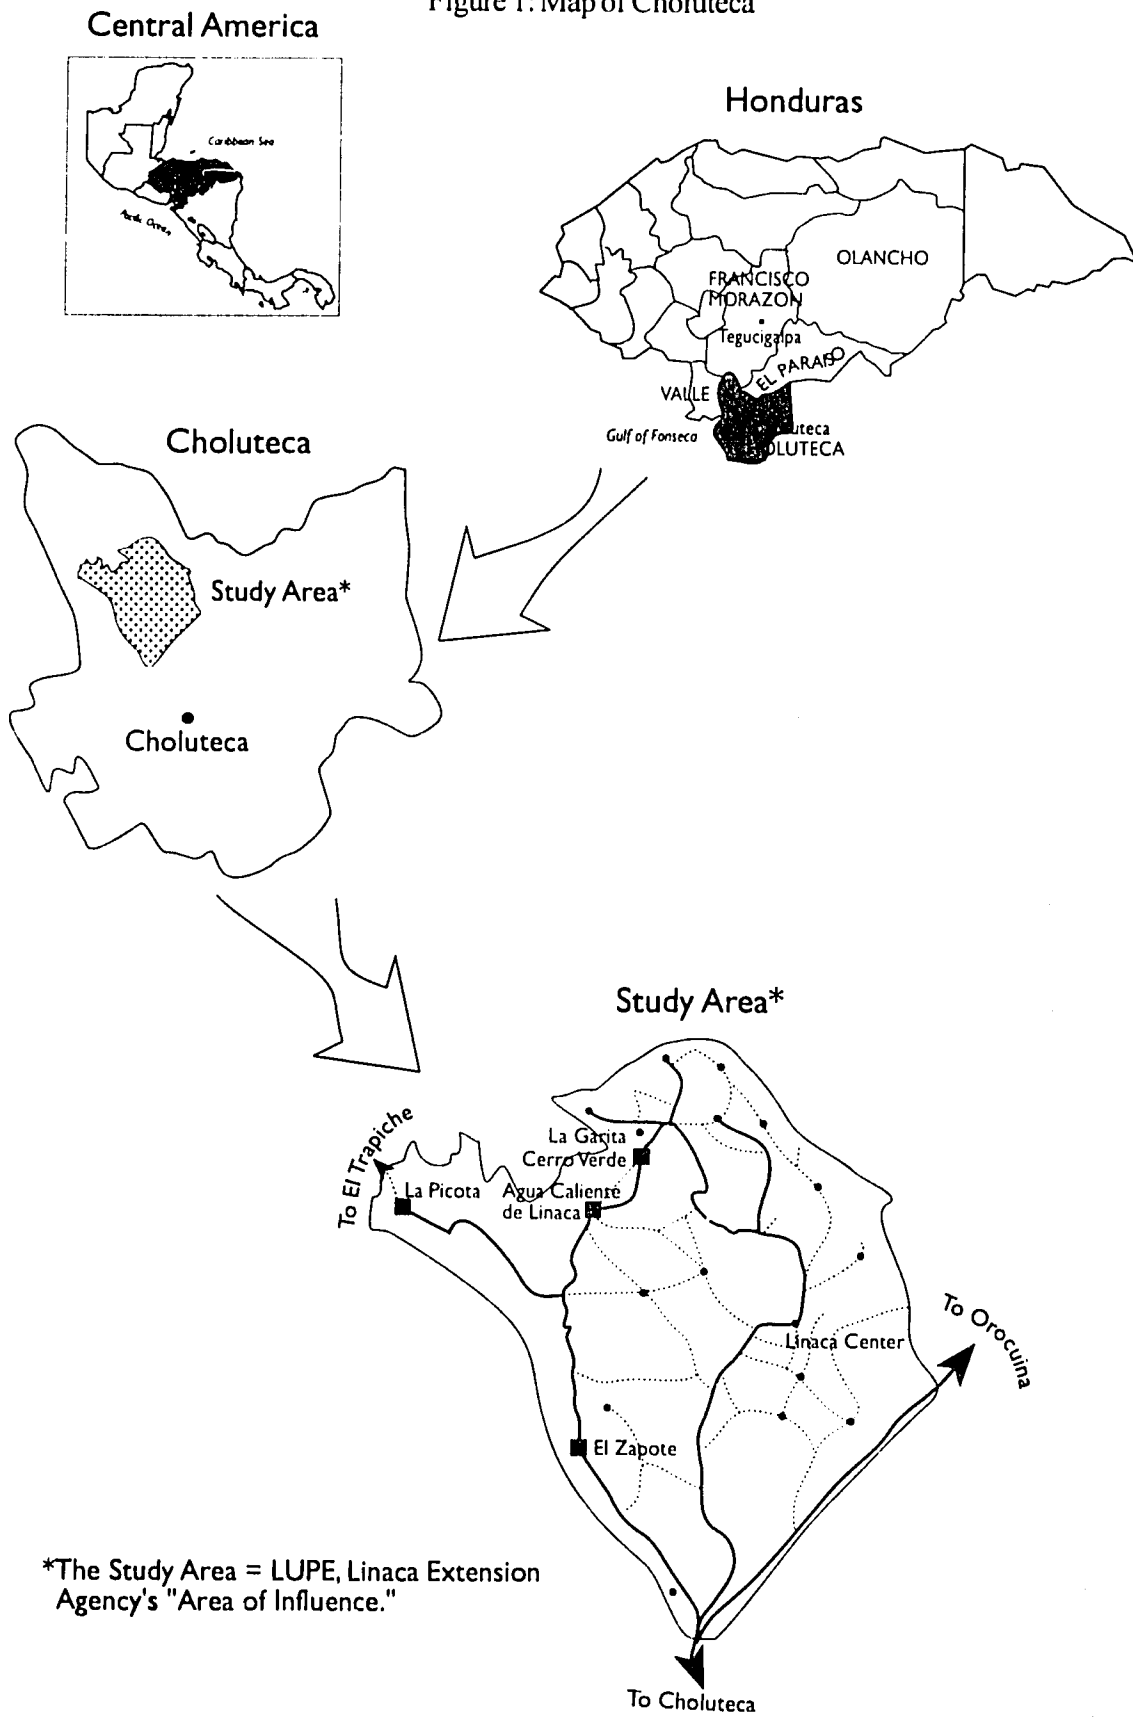 Figure 1: Map of Choluteca
Central America
Caribbean Sea
Ocean
Honduras
OLANCHO
FRANCISCO
MORAZON
Tegucigalpa
EL PARAISO
VALLE
Gulf of Fonseca
uteca
OLUTECA
Choluteca
Study Area*
Choluteca
Study Area*
To El Trapiche
La Garita
Cerro Verde
La Picota
Agua Caliente
de Linaca
To Orocuina
Linaca Center
El Zapote
*The Study Area = LUPE, Linaca Extension
Agency's "Area of Influence."
To Choluteca